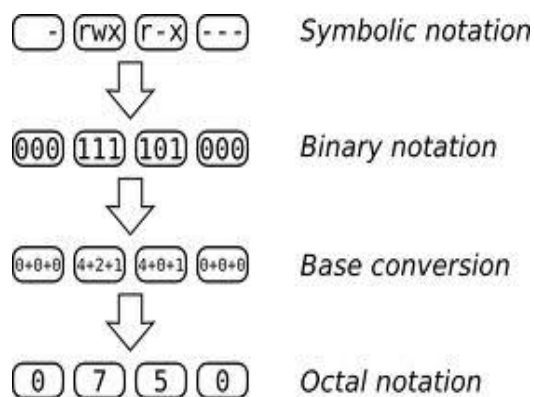 - rwx r-x --- Symbolic notation
000 111 101 000 Binary notation
0+0+0 4+2+1 4+0+1 0+0+0 Base conversion
0 7 5 0 Octal notation